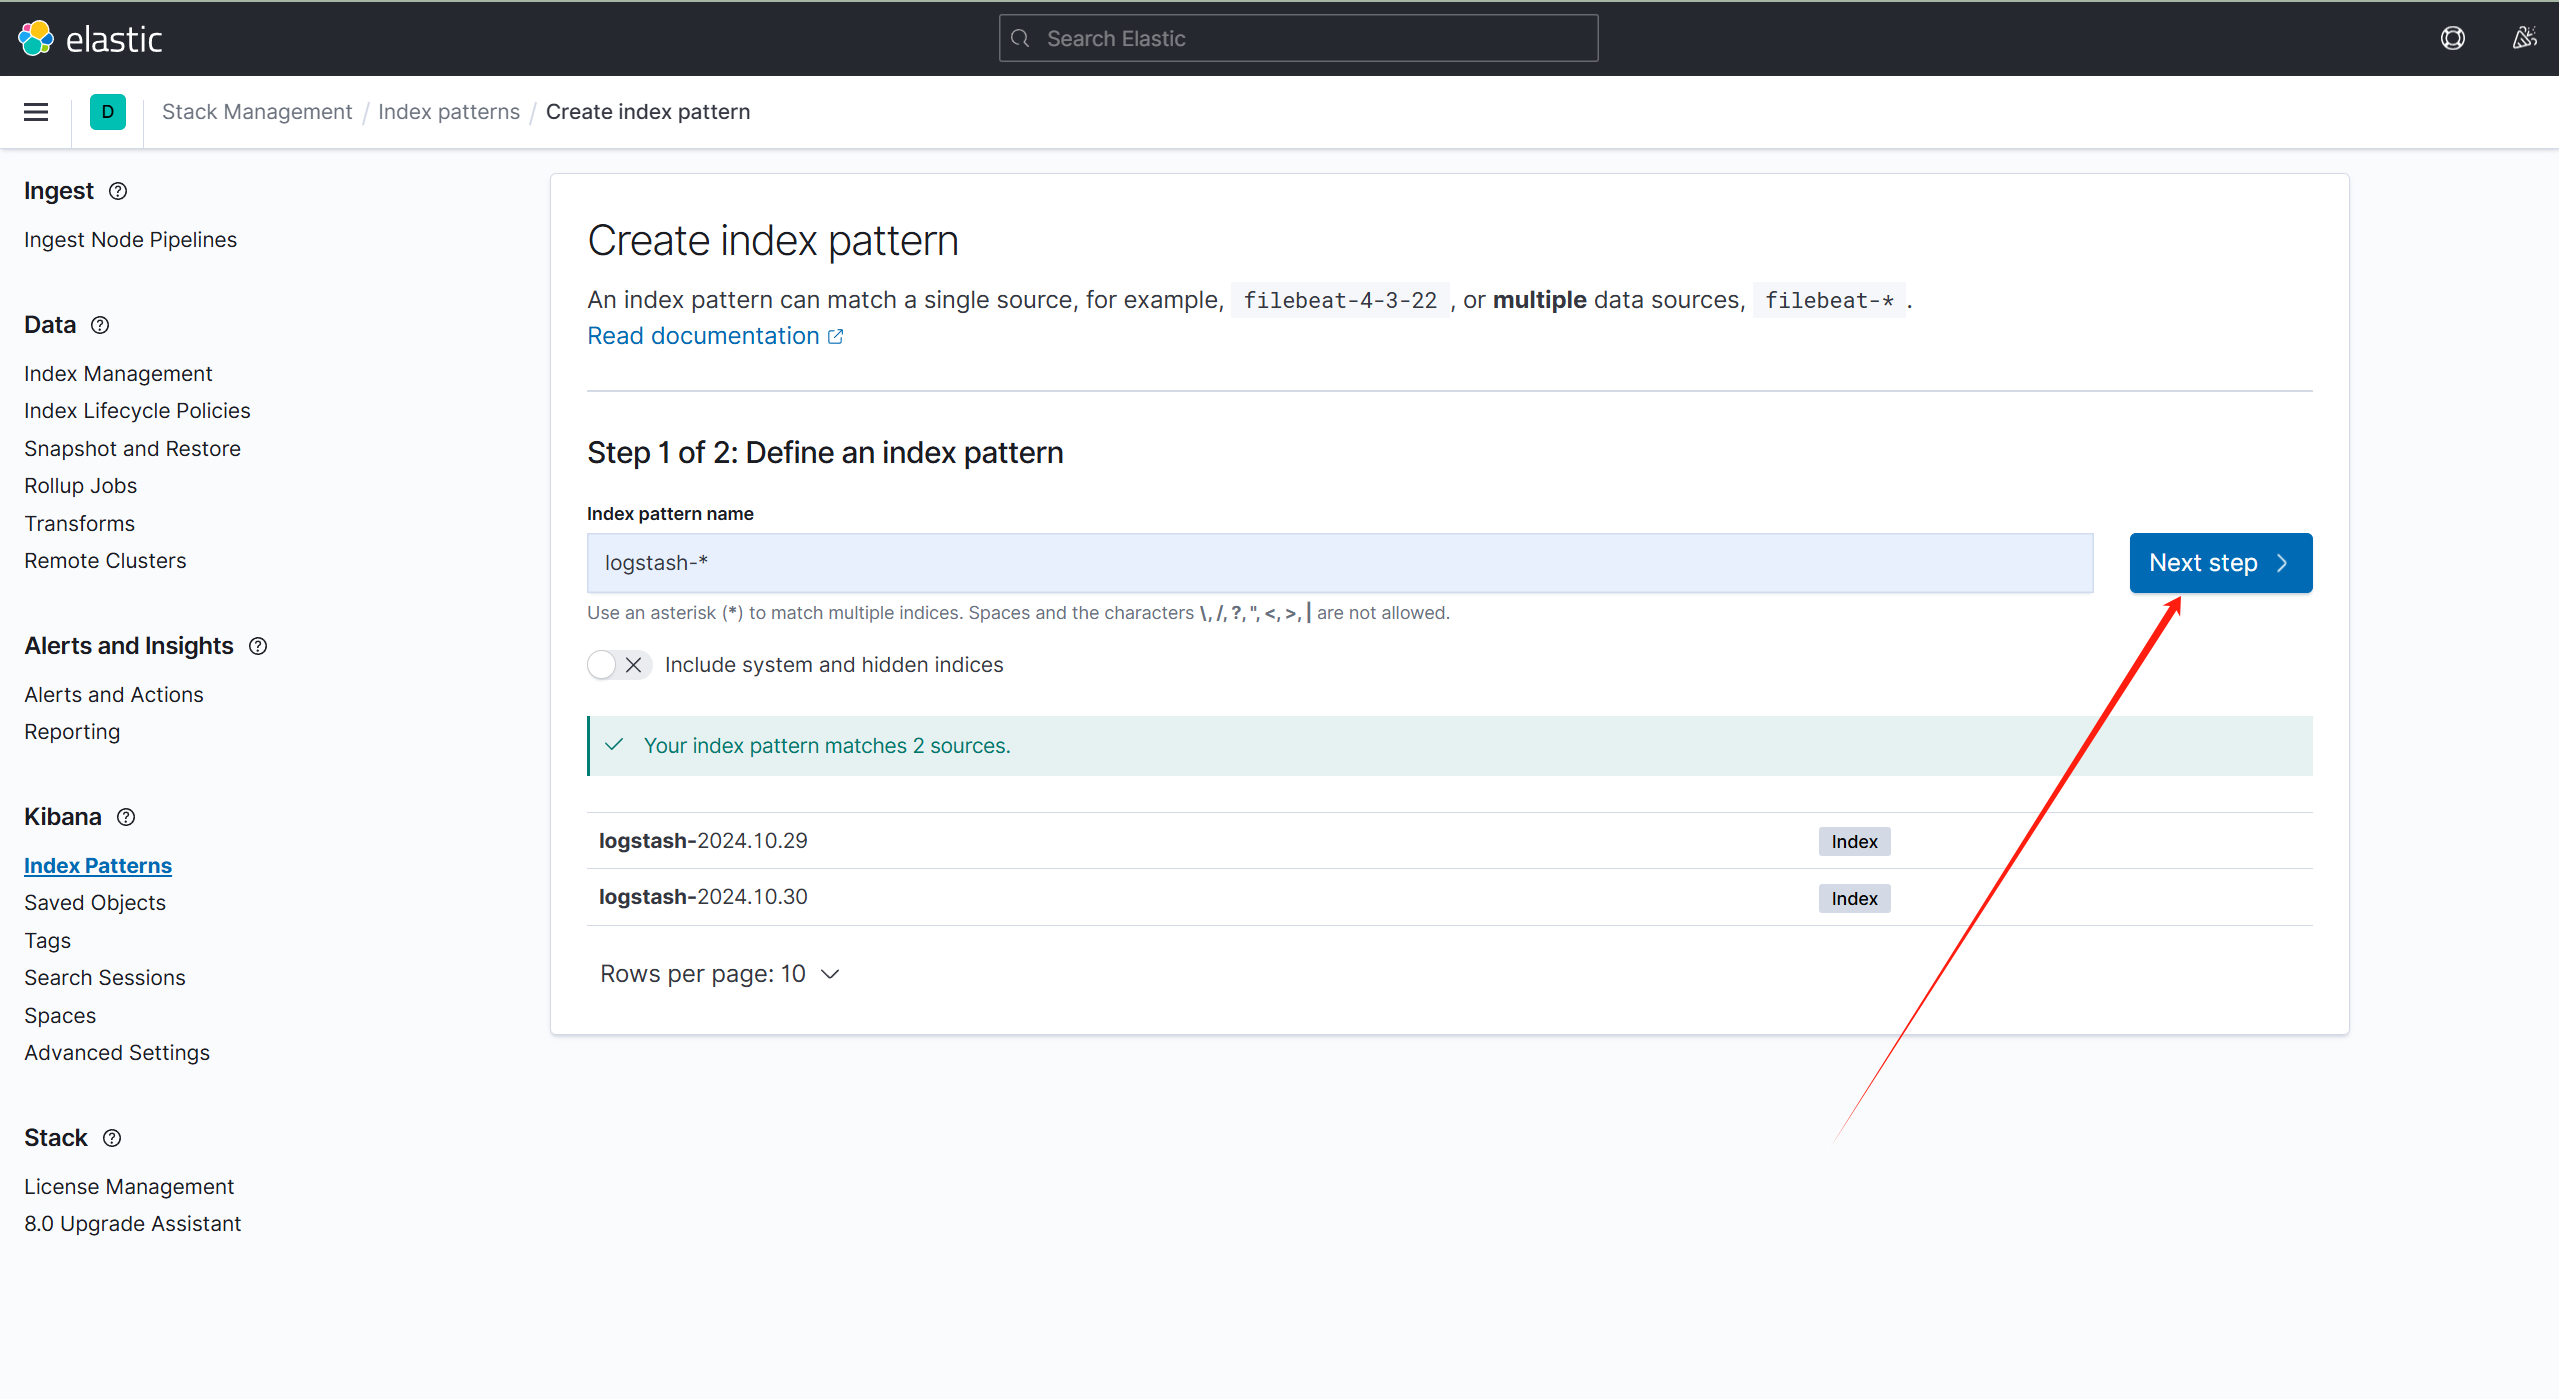 elastic
Search Elastic
D
Stack Management / Index patterns / Create index pattern
Ingest
Ingest Node Pipelines
Data
Index Management
Index Lifecycle Policies
Snapshot and Restore
Rollup Jobs
Transforms
Remote Clusters
Alerts and Insights
Alerts and Actions
Reporting
Kibana
Index Patterns
Saved Objects
Tags
Search Sessions
Spaces
Advanced Settings
Stack
License Management
8.0 Upgrade Assistant
Create index pattern
An index pattern can match a single source, for example, filebeat-4-3-22 , or multiple data sources, filebeat-* .
Read documentation
Step 1 of 2: Define an index pattern
Index pattern name
logstash-*
Next step
Use an asterisk (*) to match multiple indices. Spaces and the characters \, /, ?, ", <, >, | are not allowed.
Include system and hidden indices
Your index pattern matches 2 sources.
logstash-2024.10.29 Index
logstash-2024.10.30 Index
Rows per page: 10